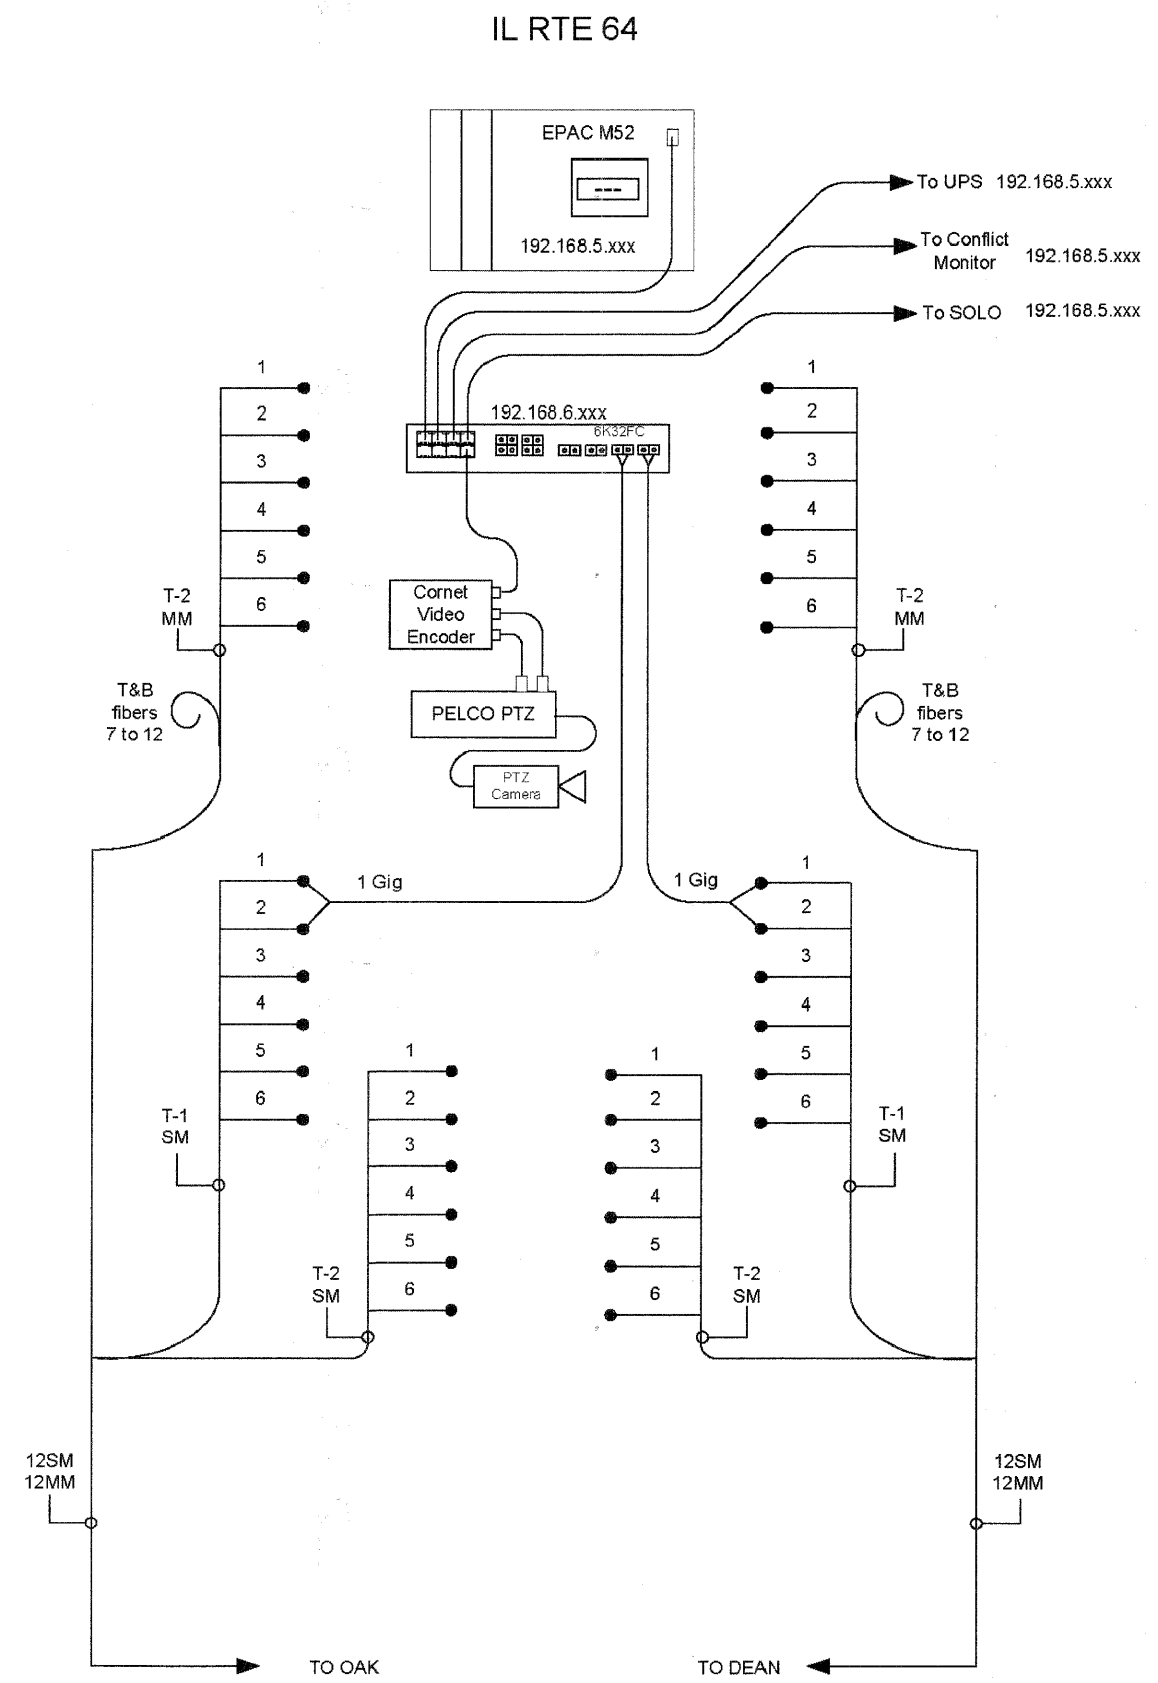 IL RTE 64
EPAC M52
---
192.168.5.xxx
To UPS 192.168.5.xxx
To Conflict
Monitor
192.168.5.xxx
To SOLO 192.168.5.xxx
192.168.6.xxx
6K32FC
1
2
3
4
5
6
T-2
MM
T&B
fibers
7 to 12
1
2
3
4
5
6
T-2
MM
T&B
fibers
7 to 12
Cornet
Video
Encoder
PELCO PTZ
PTZ
Camera
1
2
3
4
5
6
1 Gig
T-1
SM
1 Gig
1
2
3
4
5
6
T-1
SM
1
2
3
4
5
6
T-2
SM
1
2
3
4
5
6
T-2
SM
12SM
12MM
12SM
12MM
TO OAK
TO DEAN